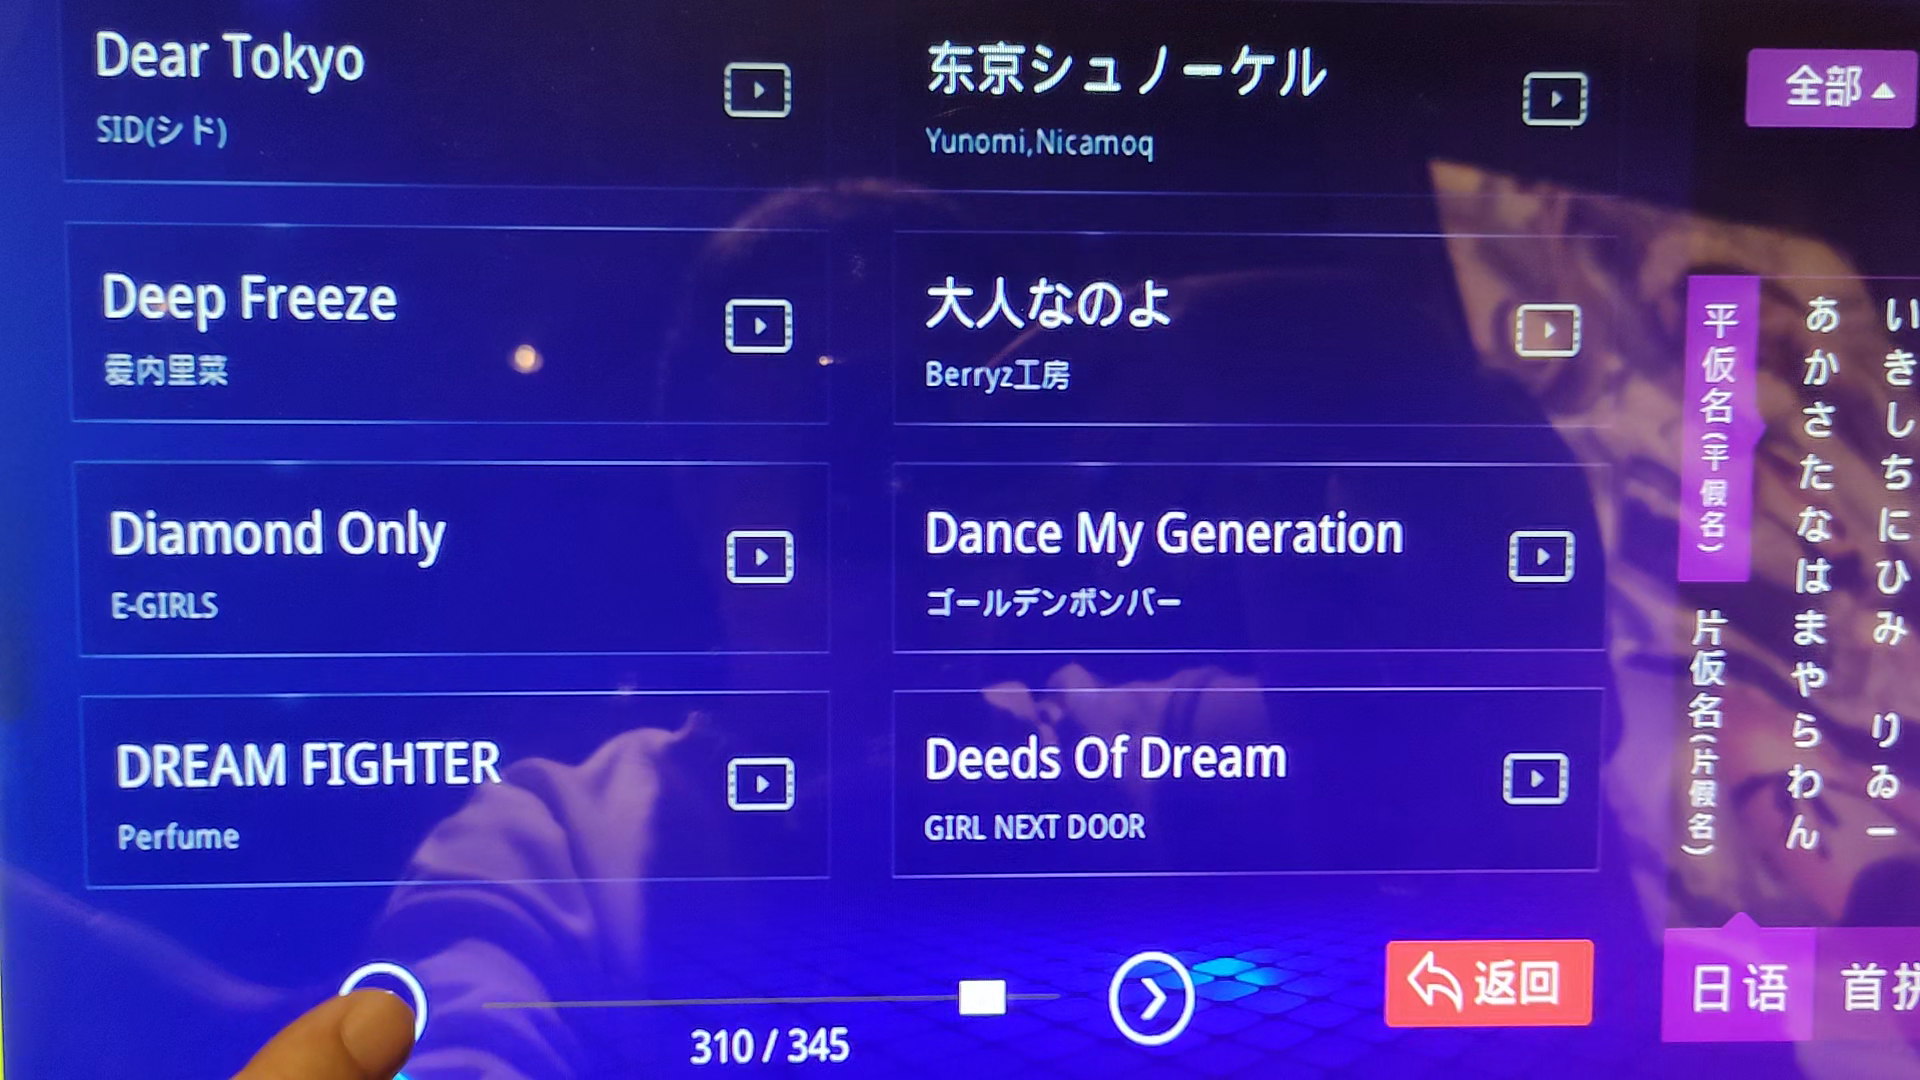 Dear Tokyo
SID(シド)
东京シュノーケル
Yunomi,Nicamoq
Deep Freeze
爱内里菜
大人なのよ
Berryz工房
Diamond Only
E-GIRLS
Dance My Generation
ゴールデンボンバー
DREAM FIGHTER
Perfume
Deeds Of Dream
GIRL NEXT DOOR
310 / 345
返回
全部
平仮名(平假名)
片仮名(片假名)
あ い
か き
さ し
た ち
な に
は ひ
ま み
や
ら り
わ ゐ
ん ー
日语
首拼